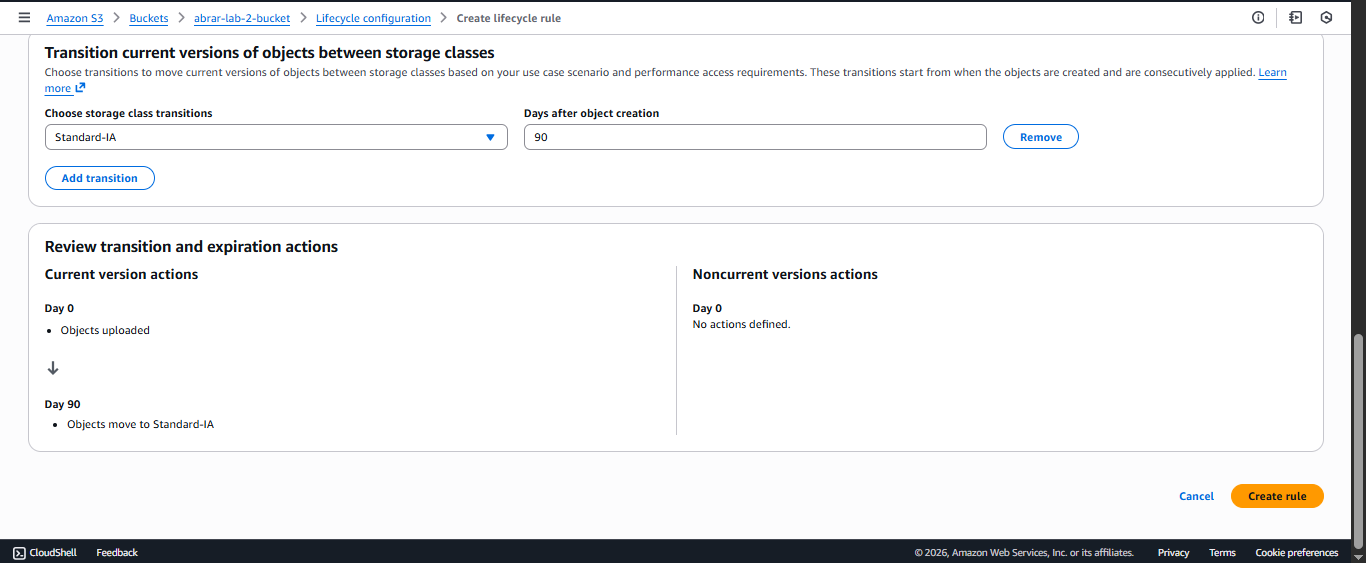 Amazon S3 > Buckets > abrar-lab-2-bucket > Lifecycle configuration > Create lifecycle rule
Transition current versions of objects between storage classes
Choose transitions to move current versions of objects between storage classes based on your use case scenario and performance access requirements. These transitions start from when the objects are created and are consecutively applied. Learn
more
Choose storage class transitions
Days after object creation
Standard-IA
90
Remove
Add transition
Review transition and expiration actions
Current version actions
Day 0
• Objects uploaded
Day 90
• Objects move to Standard-IA
Noncurrent versions actions
Day 0
No actions defined.
Cancel
Create rule
CloudShell
Feedback
© 2026, Amazon Web Services, Inc. or its affiliates.
Privacy
Terms
Cookie preferences